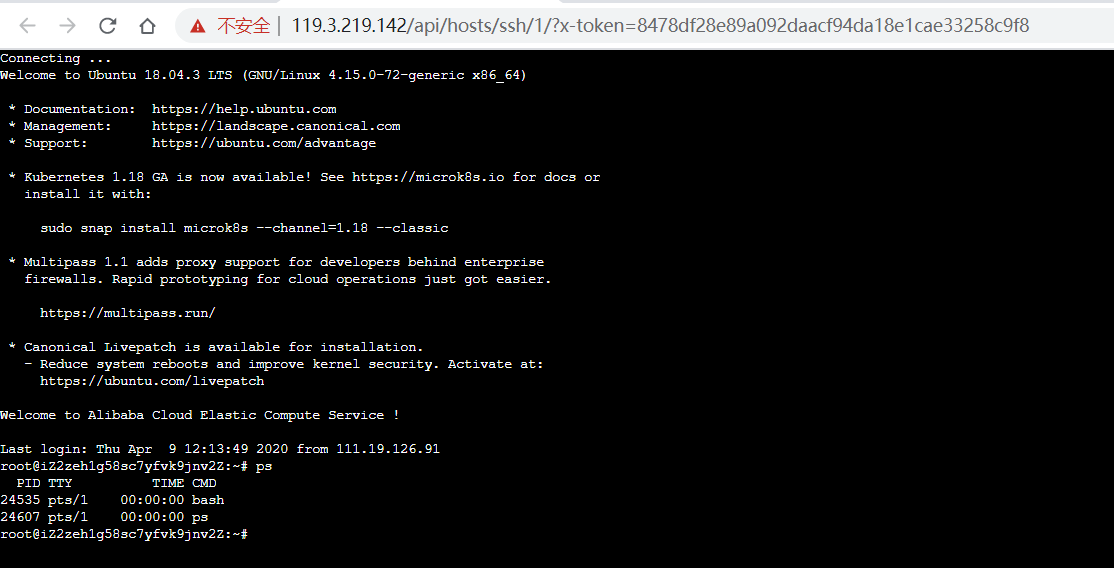 不安全 | 119.3.219.142/api/hosts/ssh/1/?x-token=8478df28e89a092daacf94da18e1cae33258c9f8
Connecting ...
Welcome to Ubuntu 18.04.3 LTS (GNU/Linux 4.15.0-72-generic x86_64)
* Documentation:  https://help.ubuntu.com
* Management:     https://landscape.canonical.com
* Support:        https://ubuntu.com/advantage
* Kubernetes 1.18 GA is now available! See https://microk8s.io for docs or
install it with:
sudo snap install microk8s --channel=1.18 --classic
* Multipass 1.1 adds proxy support for developers behind enterprise
firewalls. Rapid prototyping for cloud operations just got easier.
https://multipass.run/
* Canonical Livepatch is available for installation.
- Reduce system reboots and improve kernel security. Activate at:
https://ubuntu.com/livepatch
Welcome to Alibaba Cloud Elastic Compute Service !
Last login: Thu Apr  9 12:13:49 2020 from 111.19.126.91
root@iZ2zeh1g58sc7yfvk9jnv2Z:~# ps
PID TTY          TIME CMD
24535 pts/1    00:00:00 bash
24607 pts/1    00:00:00 ps
root@iZ2zeh1g58sc7yfvk9jnv2Z:~#